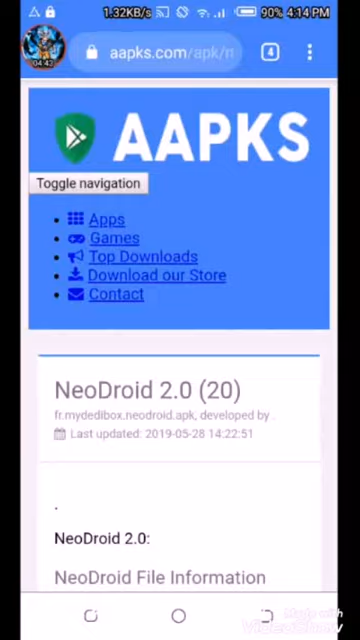 1.32KB/s 90% 4:14 PM
04:43
aapks.com/apk/n
4
AAPKS
Toggle navigation
Apps
Games
Top Downloads
Download our Store
Contact
NeoDroid 2.0 (20)
fr.mydedibox.neodroid.apk, developed by .
Last updated: 2019-05-28 14:22:51
.
NeoDroid 2.0:
NeoDroid File Information
Made with
VideoShow